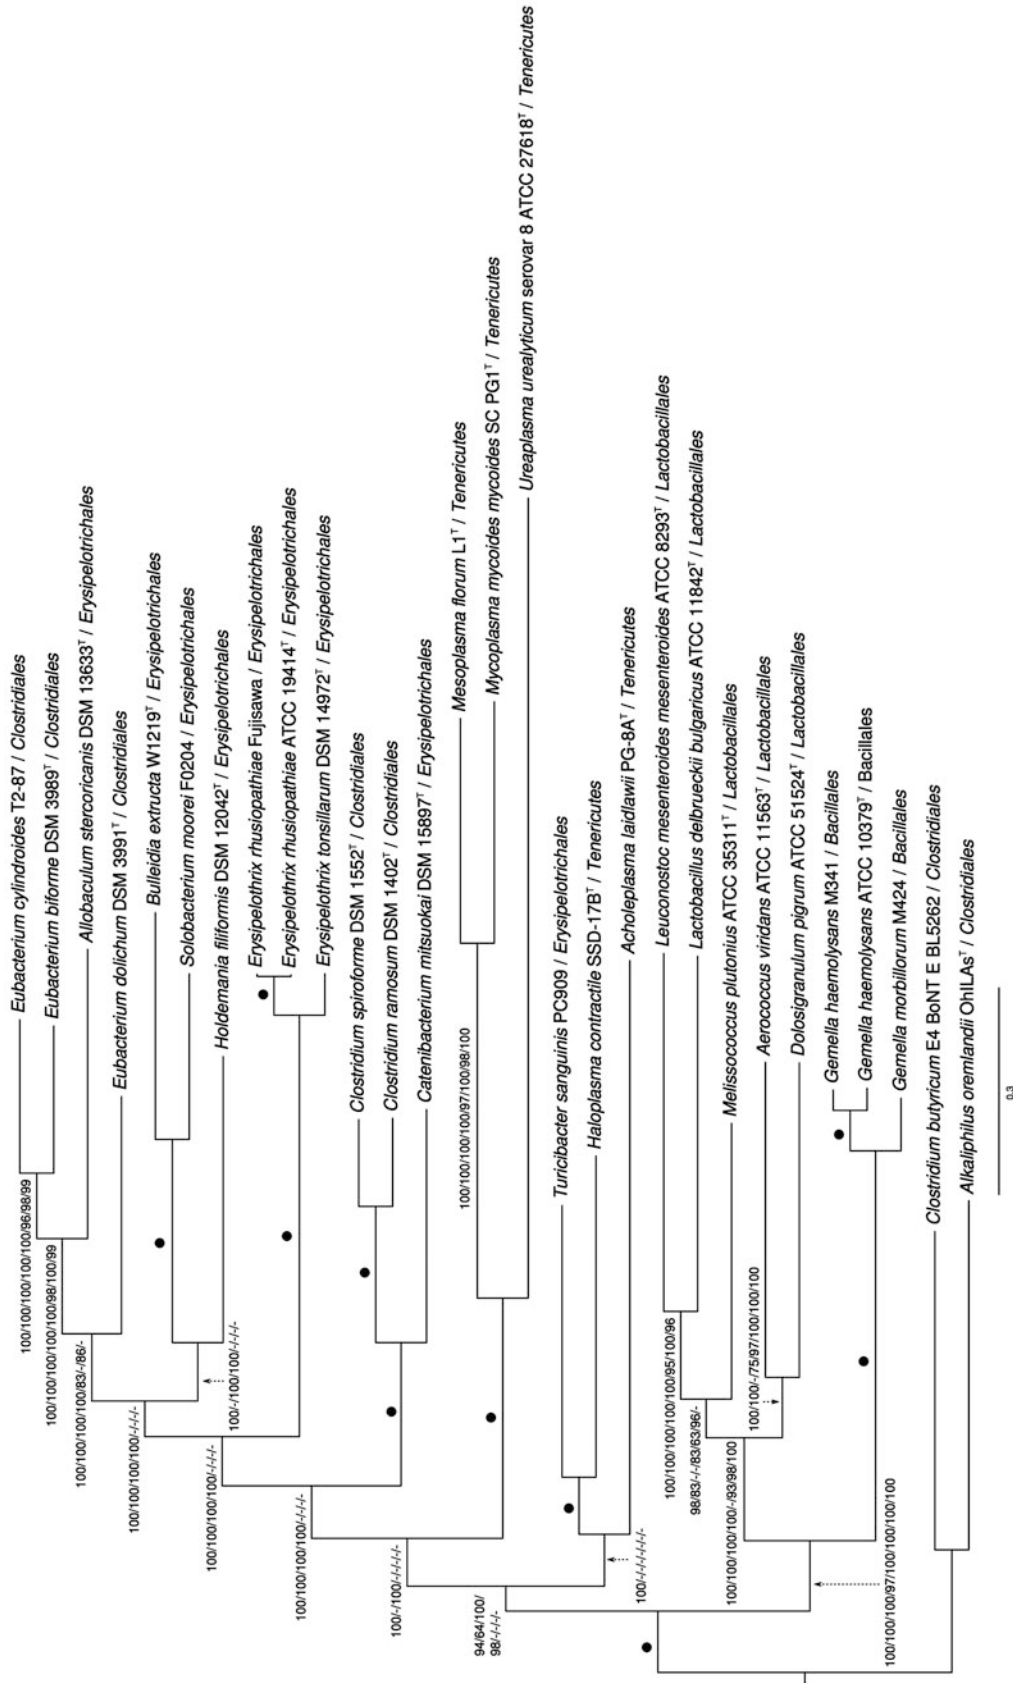 Eubacterium cylindroides T2-87 / Clostridiales
Eubacterium biforme DSM 3989ᵀ / Clostridiales
Allobaculum stercoricanis DSM 13633ᵀ / Erysipelotrichales
Eubacterium dolichum DSM 3991ᵀ / Clostridiales
Bulleidia extructa W1219ᵀ / Erysipelotrichales
Solobacterium moorei F0204 / Erysipelotrichales
Holdemania filiformis DSM 12042ᵀ / Erysipelotrichales
Erysipelothrix rhusiopathiae Fujisawa / Erysipelotrichales
Erysipelothrix rhusiopathiae ATCC 19414ᵀ / Erysipelotrichales
Erysipelothrix tonsillarum DSM 14972ᵀ / Erysipelotrichales
Clostridium spiroforme DSM 1552ᵀ / Clostridiales
Clostridium ramosum DSM 1402ᵀ / Clostridiales
Catenibacterium mitsuokai DSM 15897ᵀ / Erysipelotrichales
Mesoplasma florum L1ᵀ / Tenericutes
Mycoplasma mycoides mycoides SC PG1ᵀ / Tenericutes
Ureaplasma urealyticum serovar 8 ATCC 27618ᵀ / Tenericutes
Turicibacter sanguinis PC909 / Erysipelotrichales
Haloplasma contractile SSD-17Bᵀ / Tenericutes
Acholeplasma laidlawii PG-8Aᵀ / Tenericutes
Leuconostoc mesenteroides mesenteroides ATCC 8293ᵀ / Lactobacillales
Lactobacillus delbrueckii bulgaricus ATCC 11842ᵀ / Lactobacillales
Melissococcus plutonius ATCC 35311ᵀ / Lactobacillales
Aerococcus viridans ATCC 11563ᵀ / Lactobacillales
Dolosigranulum pigrum ATCC 51524ᵀ / Lactobacillales
Gemella haemolysans M341 / Bacillales
Gemella haemolysans ATCC 10379ᵀ / Bacillales
Gemella morbillorum M424 / Bacillales
Clostridium butyricum E4 BoNT E BL5262 / Clostridiales
Alkaliphilus oremlandii OhILAsᵀ / Clostridiales
100/100/100/100/100/96/98/99
100/100/100/100/98/100/99
100/100/100/100/83/-/86/-
100/-/100/100/-/-/-/-
100/100/100/100/-/-/-/-
100/100/100/100/-/-/-/-
100/100/100/100/-/-/-/-
100/100/100/100/97/100/98/100
100/-/100/-/-/-/-/-
94/64/100/
98/-/-/-/-
100/-/-/-/-/-/-/-
100/100/100/100/100/95/100/96
98/83/-/-/83/63/96/-
100/100/-/75/97/100/100/100
100/100/100/100/-/93/98/100
100/100/100/97/100/100/100/100
0.3